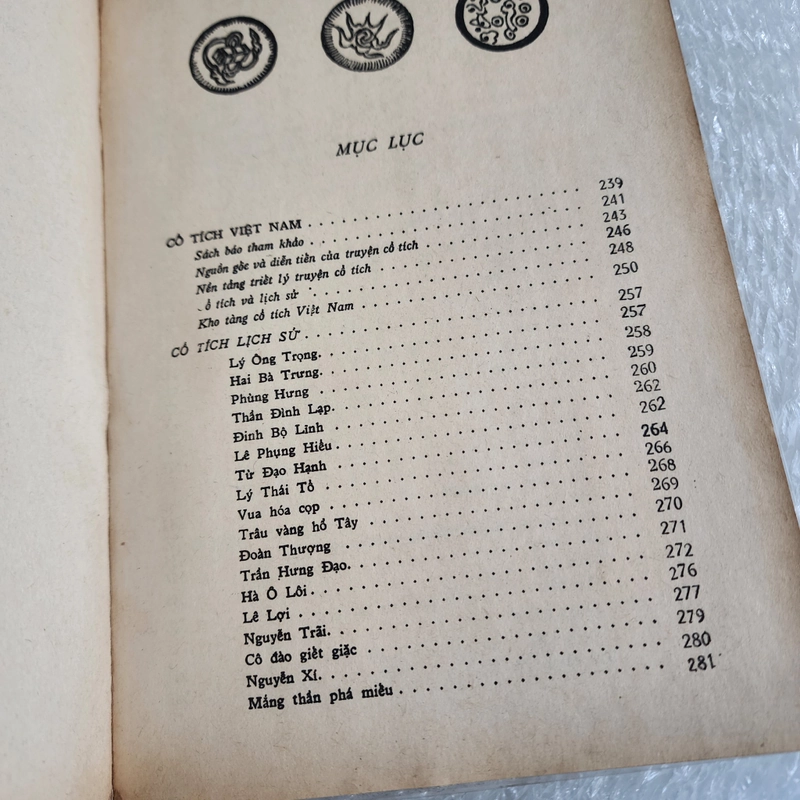 MỤC LỤC
CỔ TÍCH VIỆT NAM . . . . . . . . . . 239
Sách báo tham khảo . . . . . . . . . . 241
Nguồn gốc và diễn tiến của truyện cổ tích . . . . . . . . . . 243
Nền tảng triết lý truyện cổ tích . . . . . . . . . . 246
ổ tích và lịch sử . . . . . . . . . . 248
Kho tàng cổ tích Việt Nam . . . . . . . . . . 250
CỔ TÍCH LỊCH SỬ . . . . . . . . . . 257
Lý Ông Trọng . . . . . . . . . . 257
Hai Bà Trưng . . . . . . . . . . 258
Phùng Hưng . . . . . . . . . . 259
Thần Đình Lạp . . . . . . . . . . 260
Đinh Bộ Lĩnh . . . . . . . . . . 262
Lê Phụng Hiểu . . . . . . . . . . 262
Từ Đạo Hạnh . . . . . . . . . . 264
Lý Thái Tổ . . . . . . . . . . 266
Vua hóa cọp . . . . . . . . . . 268
Trâu vàng hồ Tây . . . . . . . . . . 269
Đoàn Thượng . . . . . . . . . . 270
Trần Hưng Đạo . . . . . . . . . . 271
Hà Ô Lôi . . . . . . . . . . 272
Lê Lợi . . . . . . . . . . 276
Nguyễn Trãi . . . . . . . . . . 277
Cô đào giết giặc . . . . . . . . . . 279
Nguyễn Xí . . . . . . . . . . 280
Mắng thần phá miếu . . . . . . . . . . 281